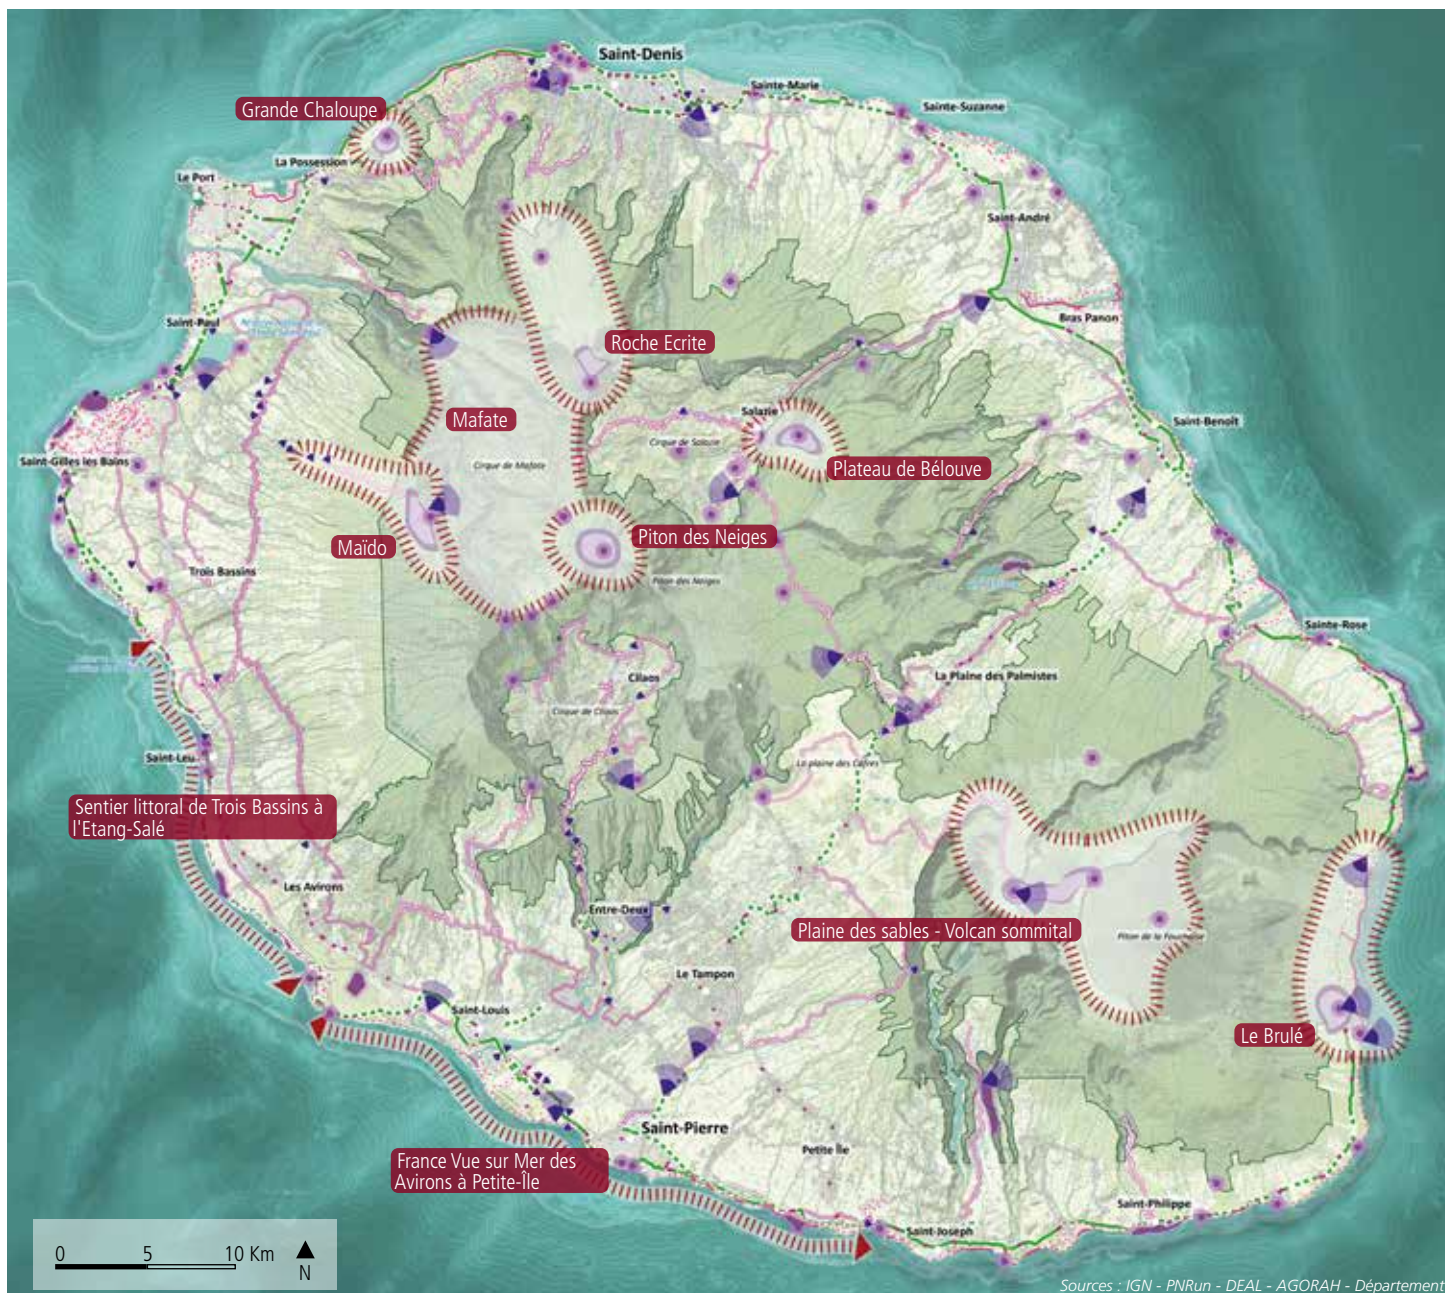 Saint-Denis
Sainte-Marie
Sainte-Suzanne
Grande Chaloupe
La Possession
Le Port
Saint-André
Saint-Paul
Bras Panon
Roche Ecrite
Mafate
Salazie
Cirque de Salazie
Saint-Benoît
Saint-Gilles les Bains
Cirque de Mafate
Plateau de Bélouve
Maïdo
Piton des Neiges
Trois Bassins
Piton des Neiges
Sainte-Rose
Cilaos
La Plaine des Palmistes
Cirque de Cilaos
Saint-Leu
La plaine des Cafres
Sentier littoral de Trois Bassins à
l'Etang-Salé
Les Avirons
Entre-Deux
Plaine des sables - Volcan sommital
Piton de la Fournaise
Le Tampon
Saint-Louis
Le Brulé
Saint-Pierre
Petite Île
France Vue sur Mer des
Avirons à Petite-Île
Saint-Philippe
Saint-Joseph
0 5 10 Km
N
Sources : IGN - PNRun - DEAL - AGORAH - Département